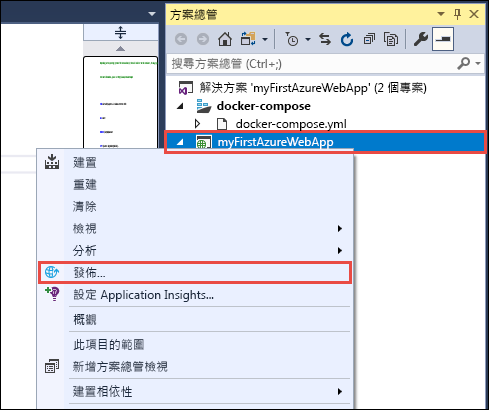 方案總管
搜尋方案總管 (Ctrl+;)
解決方案 'myFirstAzureWebApp' (2 個專案)
docker-compose
docker-compose.yml
myFirstAzureWebApp
建置
重建
清除
檢視
分析
發佈...
設定 Application Insights...
概觀
此項目的範圍
新增方案總管檢視
建置相依性